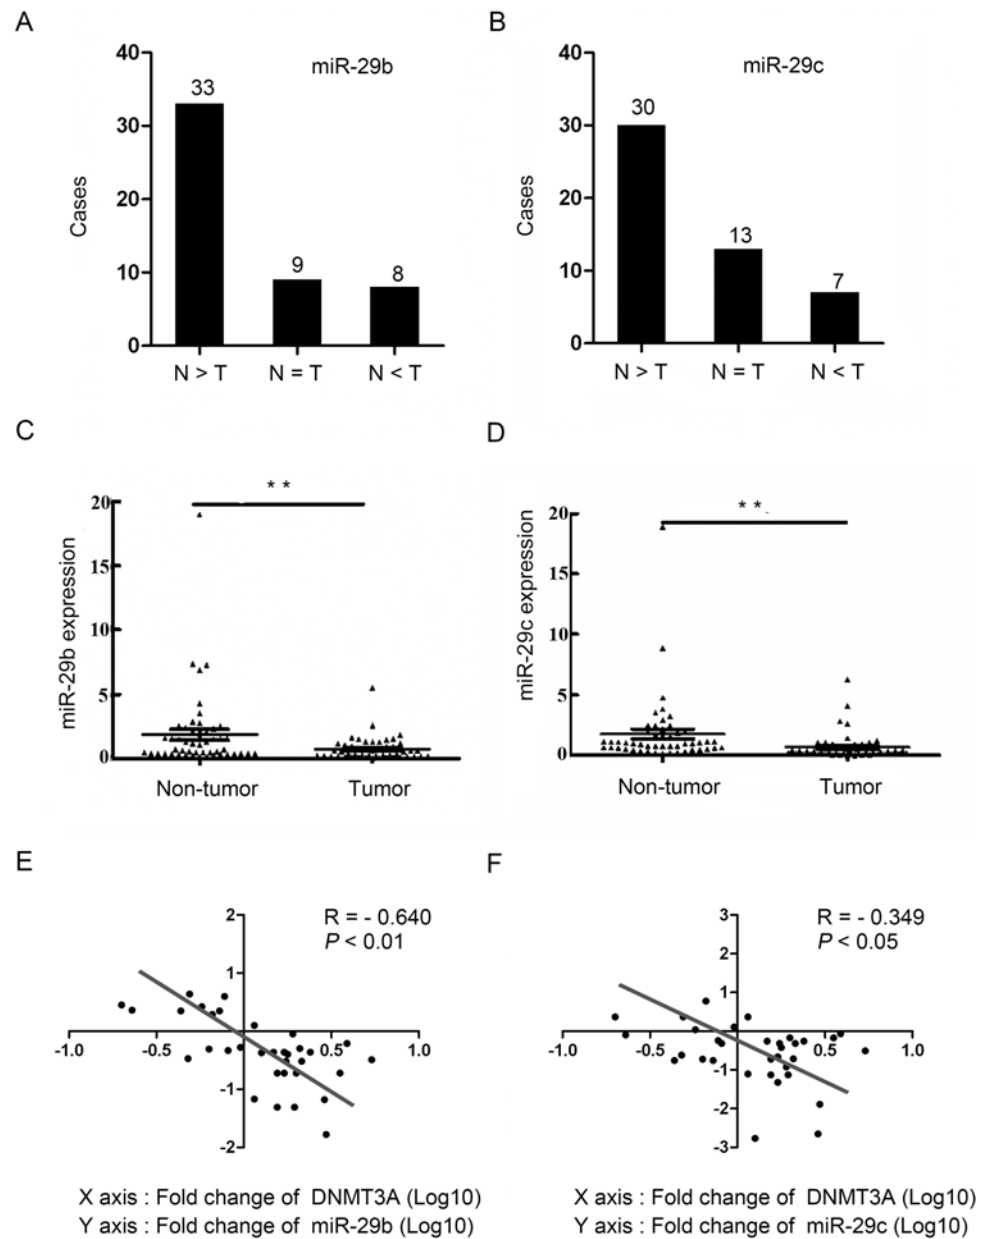 A
miR-29b
40
30
20
10
0
Cases
33
9
8
N > T
N = T
N < T
B
miR-29c
40
30
20
10
0
Cases
30
13
7
N > T
N = T
N < T
C
* *
20
15
10
5
0
miR-29b expression
Non-tumor
Tumor
D
* *
20
15
10
5
0
miR-29c expression
Non-tumor
Tumor
E
R = - 0.640
P < 0.01
2
1
-1
-2
-1.0
-0.5
0.5
1.0
X axis : Fold change of DNMT3A (Log10)
Y axis : Fold change of miR-29b (Log10)
F
R = - 0.349
P < 0.05
3
2
1
-1
-2
-3
-1.0
-0.5
0.5
1.0
X axis : Fold change of DNMT3A (Log10)
Y axis : Fold change of miR-29c (Log10)